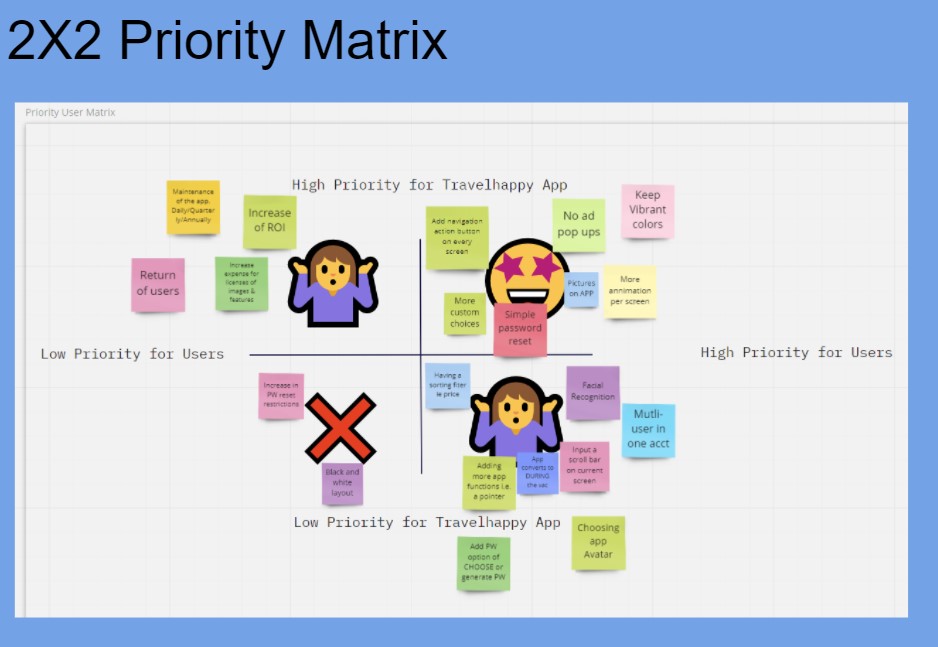 2X2 Priority Matrix
Priority User Matrix
High Priority for Travelhappy App
Maintenance
of the app.
Daily/Quarter
ly/Annually
Increase
of ROI
Return
of users
Increase
expense for
licenses of
images &
features
Add navigation
action button
on every
screen
No ad
pop ups
Keep
Vibrant
colors
Pictures
on APP
More
annimation
per screen
More
custom
choices
Simple
password
reset
Low Priority for Users
High Priority for Users
Increase in
PW reset
restrictions
Black and
white
layout
Having a
sorting filter
ie price
Facial
Recognition
Mutli-
user in
one acct
Adding
more app
functions i.e.
a pointer
App
converts to
DURING
the vac
Input a
scroll bar
on current
screen
Low Priority for Travelhappy App
Choosing
app
Avatar
Add PW
option of
CHOOSE or
generate PW